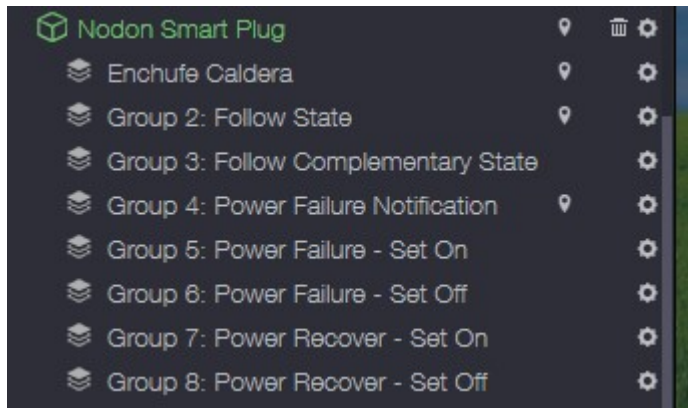 Nodon Smart Plug
Enchufe Caldera
Group 2: Follow State
Group 3: Follow Complementary State
Group 4: Power Failure Notification
Group 5: Power Failure - Set On
Group 6: Power Failure - Set Off
Group 7: Power Recover - Set On
Group 8: Power Recover - Set Off